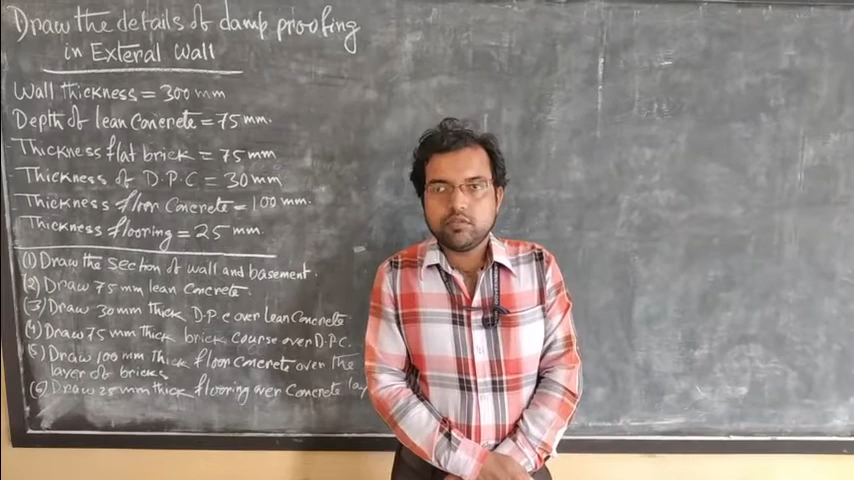 Draw the details of damp proofing
in Exteral Wall
Wall thickness = 300 mm
Depth of lean Concrete = 75 mm.
Thickness flat brick = 75 mm
Thickness of D.P.C = 30 mm
Thickness floor Concrete = 100 mm.
Thickness flooring = 25 mm
(1) Draw the section of wall and basement.
(2) Draw 75 mm lean Concrete.
(3) Draw 30mm thick D.P.C over lean Concrete
(4) Draw 75 mm thick brick course over D.P.C.
(5) Draw 100 mm thick floor Concrete over the
layer of bricks
(6) Draw 25 mm thick flooring over Concrete